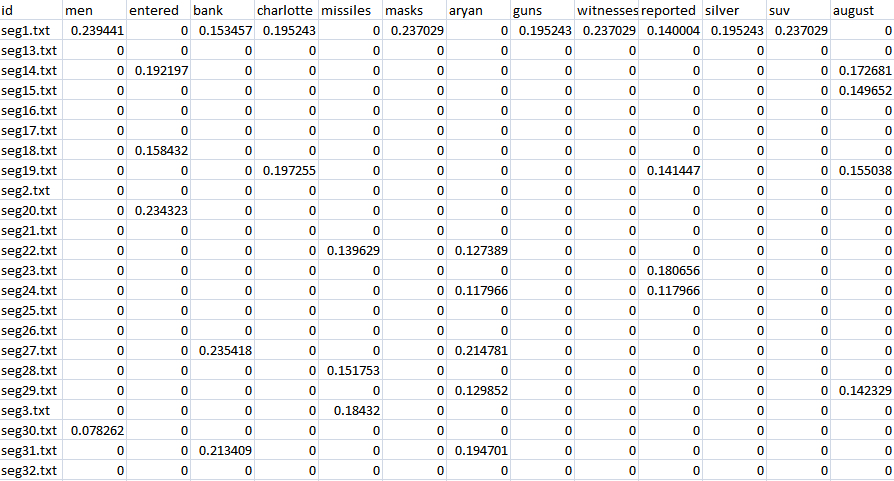 id men entered bank charlotte missiles masks aryan guns witnesses reported silver suv august
seg1.txt 0.239441 0 0.153457 0.195243 0 0.237029 0 0.195243 0.237029 0.140004 0.195243 0.237029 0
seg13.txt 0 0 0 0 0 0 0 0 0 0 0 0 0
seg14.txt 0 0.192197 0 0 0 0 0 0 0 0 0 0 0.172681
seg15.txt 0 0 0 0 0 0 0 0 0 0 0 0 0.149652
seg16.txt 0 0 0 0 0 0 0 0 0 0 0 0 0
seg17.txt 0 0 0 0 0 0 0 0 0 0 0 0 0
seg18.txt 0 0.158432 0 0 0 0 0 0 0 0 0 0 0
seg19.txt 0 0 0 0.197255 0 0 0 0 0 0.141447 0 0 0.155038
seg2.txt 0 0 0 0 0 0 0 0 0 0 0 0 0
seg20.txt 0 0.234323 0 0 0 0 0 0 0 0 0 0 0
seg21.txt 0 0 0 0 0 0 0 0 0 0 0 0 0
seg22.txt 0 0 0 0 0.139629 0 0.127389 0 0 0 0 0 0
seg23.txt 0 0 0 0 0 0 0 0 0 0.180656 0 0 0
seg24.txt 0 0 0 0 0 0 0.117966 0 0 0.117966 0 0 0
seg25.txt 0 0 0 0 0 0 0 0 0 0 0 0 0
seg26.txt 0 0 0 0 0 0 0 0 0 0 0 0 0
seg27.txt 0 0 0.235418 0 0 0 0.214781 0 0 0 0 0 0
seg28.txt 0 0 0 0 0.151753 0 0 0 0 0 0 0 0
seg29.txt 0 0 0 0 0 0 0.129852 0 0 0 0 0 0.142329
seg3.txt 0 0 0 0 0.18432 0 0 0 0 0 0 0 0
seg30.txt 0.078262 0 0 0 0 0 0 0 0 0 0 0 0
seg31.txt 0 0 0.213409 0 0 0 0.194701 0 0 0 0 0 0
seg32.txt 0 0 0 0 0 0 0 0 0 0 0 0 0